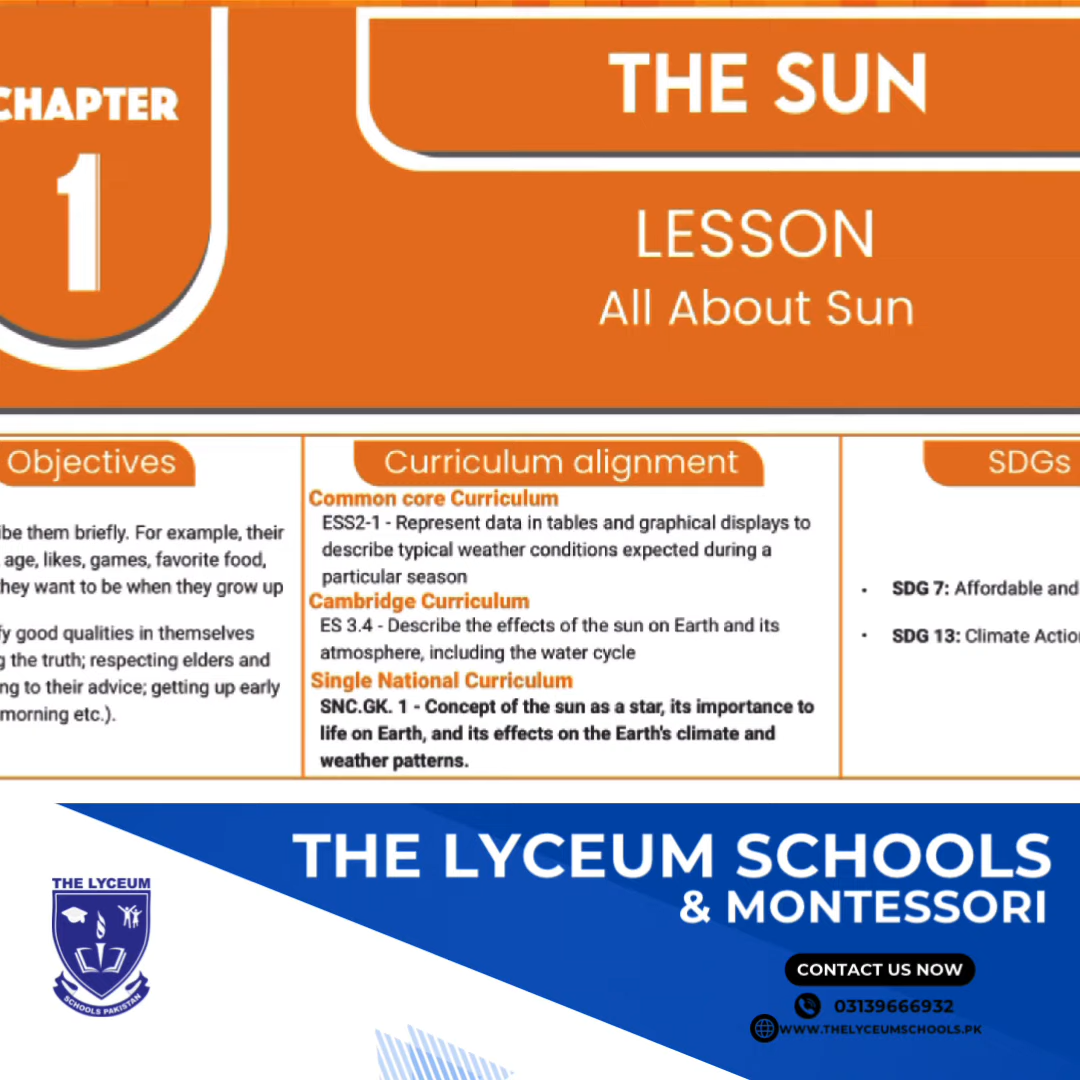 CHAPTER
1
THE SUN
LESSON
All About Sun
Objectives
be them briefly. For example, their
age, likes, games, favorite food,
hey want to be when they grow up
fy good qualities in themselves
g the truth; respecting elders and
ng to their advice; getting up early
morning etc.).
Curriculum alignment
Common core Curriculum
ESS2-1 - Represent data in tables and graphical displays to
describe typical weather conditions expected during a
particular season
Cambridge Curriculum
ES 3.4 - Describe the effects of the sun on Earth and its
atmosphere, including the water cycle
Single National Curriculum
SNC.GK. 1 - Concept of the sun as a star, its importance to
life on Earth, and its effects on the Earth's climate and
weather patterns.
SDGs
• SDG 7: Affordable and
• SDG 13: Climate Action
THE LYCEUM SCHOOLS
& MONTESSORI
THE LYCEUM
SCHOOLS PAKISTAN
CONTACT US NOW
03139666932
WWW.THELYCEUMSCHOOLS.PK